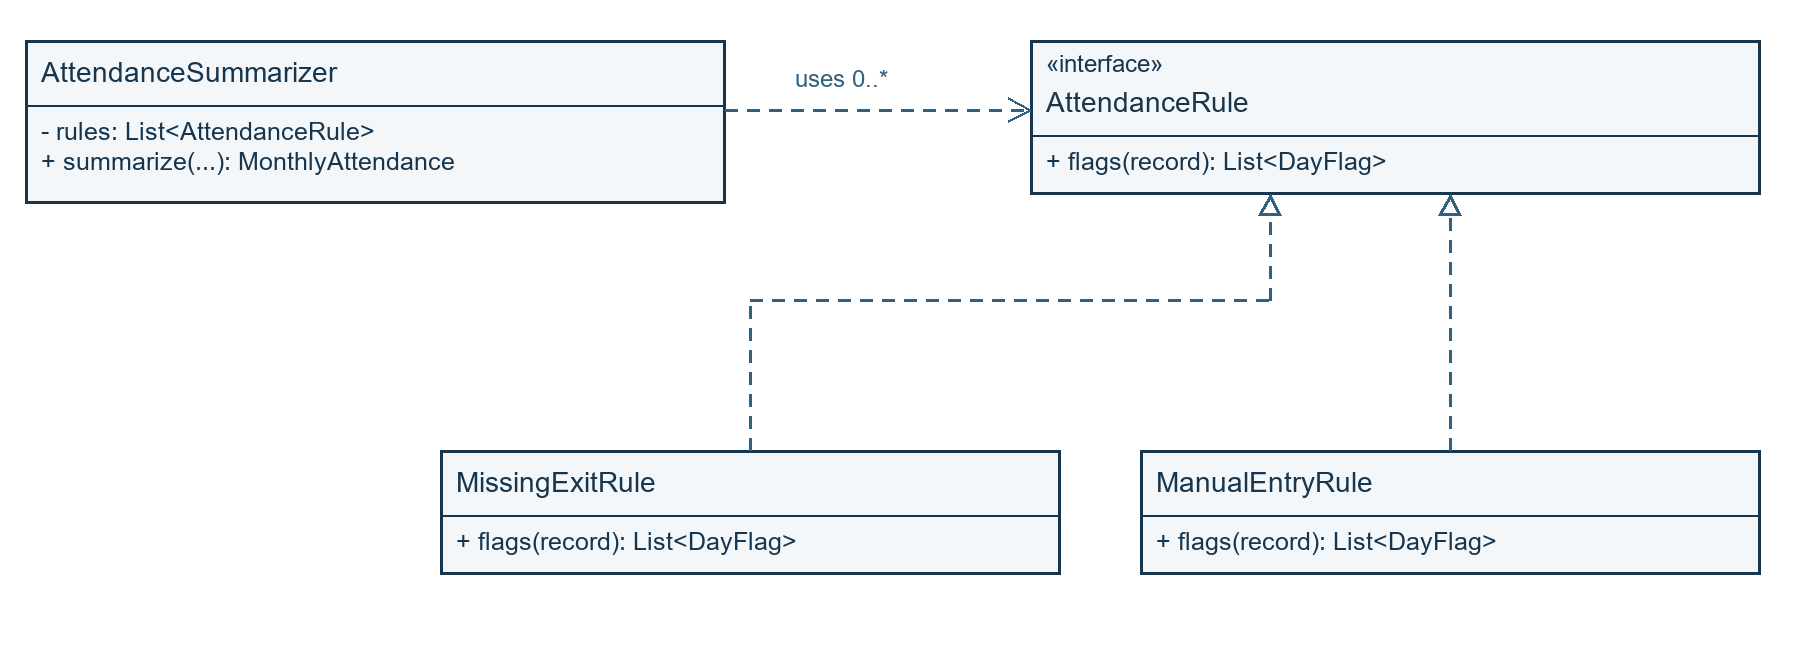 AttendanceSummarizer
- rules: List<AttendanceRule>
+ summarize(...): MonthlyAttendance
uses 0..*
«interface»
AttendanceRule
+ flags(record): List<DayFlag>
MissingExitRule
+ flags(record): List<DayFlag>
ManualEntryRule
+ flags(record): List<DayFlag>